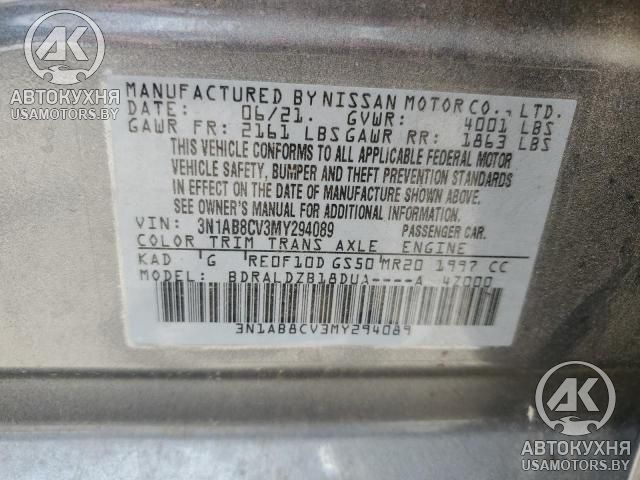 AK
АВТОКУХНЯ
USAMOTORS.BY
MANUFACTURED BY NISSAN MOTOR CO., LTD.
DATE: 06/21. GVWR: 4001 LBS
GAWR FR: 2161 LBS GAWR RR: 1863 LBS
THIS VEHICLE CONFORMS TO ALL APPLICABLE FEDERAL MOTOR
VEHICLE SAFETY, BUMPER AND THEFT PREVENTION STANDARDS
IN EFFECT ON THE DATE OF MANUFACTURE SHOWN ABOVE.
SEE OWNER'S MANUAL FOR ADDITIONAL INFORMATION.
VIN: 3N1AB8CV3MY294089 PASSENGER CAR.
COLOR TRIM TRANS AXLE ENGINE
KAD G RE0F10D GS50 MR20 1997 CC
MODEL: BDRALDZB18DUA----A 47000
3N1AB8CV3MY294089
AK
АВТОКУХНЯ
USAMOTORS.BY